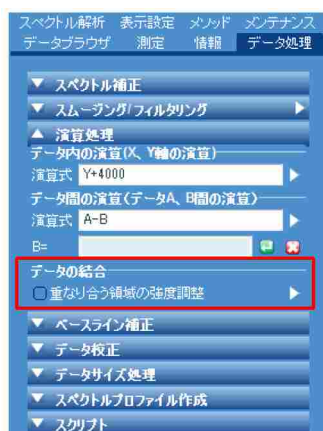 スペクトル解析 表示設定 メソッド メンテナンス
データブラウザ 測定 情報 データ処理
スペクトル補正
スムージング/フィルタリング
演算処理
データ内の演算(X、Y軸の演算)
演算式 Y+4000
データ間の演算(データA、B間の演算)
演算式 A-B
B=
データの結合
重なり合う領域の強度調整
ベースライン補正
データ校正
データサイズ処理
スペクトルプロファイル作成
スクリプト